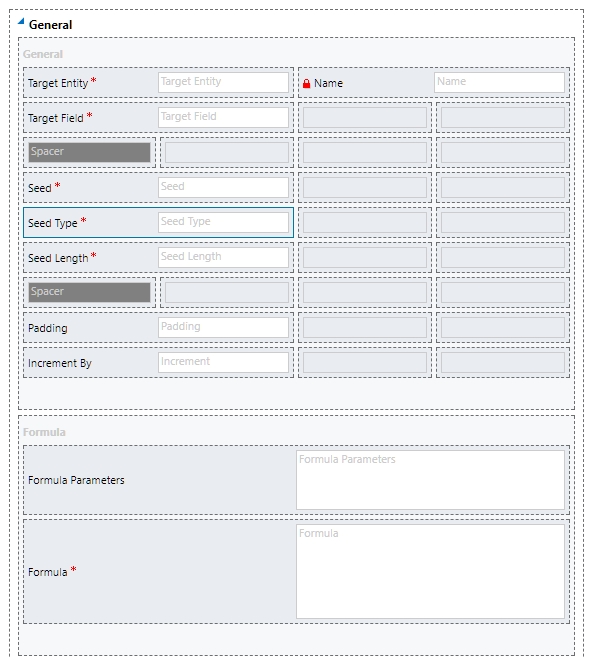 General
General
Target Entity * Target Entity Name Name
Target Field * Target Field
Spacer
Seed * Seed
Seed Type * Seed Type
Seed Length * Seed Length
Spacer
Padding Padding
Increment By Increment
Formula
Formula Parameters Formula Parameters
Formula * Formula